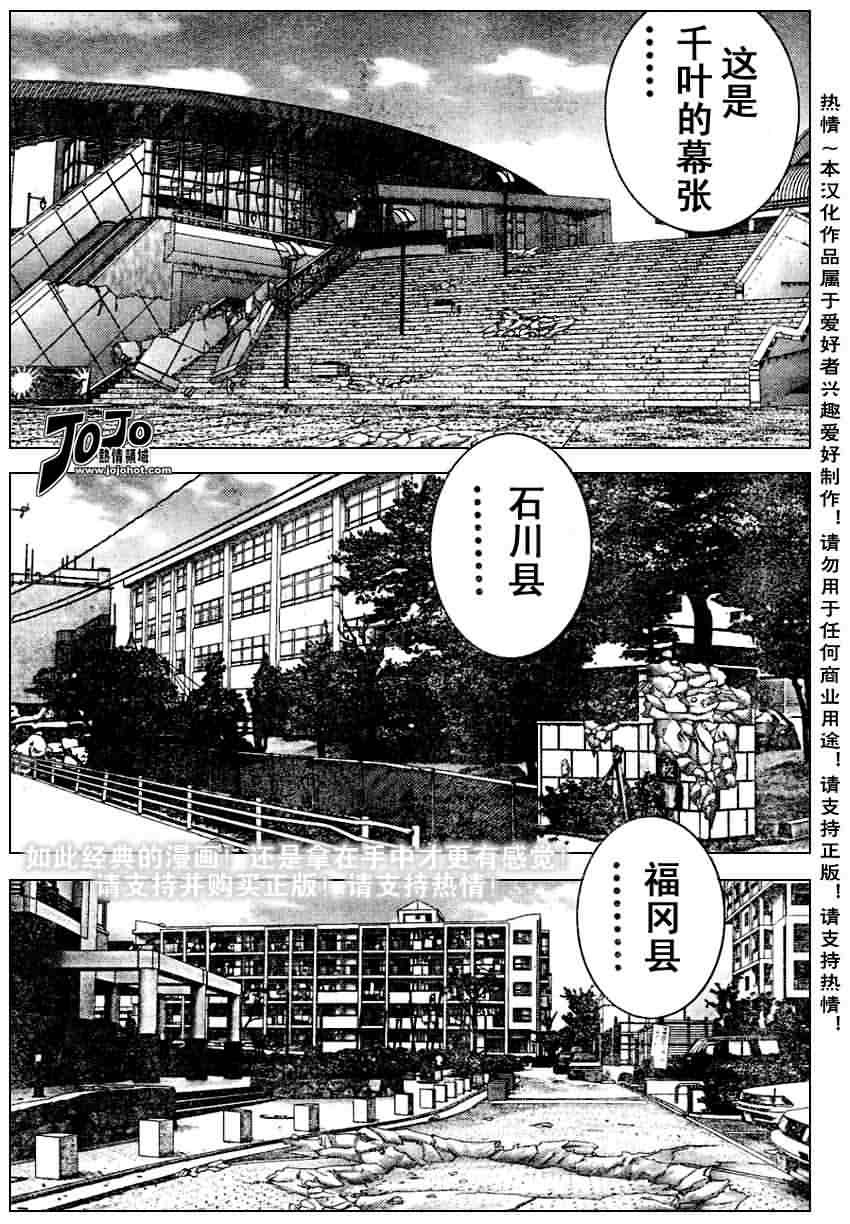 这是
千叶的幕张
……
JOJO
热情领域
www.jojohot.com
石川县
……
如此经典的漫画！还是拿在手中才更有感觉！
请支持并购买正版！请支持热情！
福冈县
……
热情～本汉化作品属于爱好者兴趣爱好制作！请勿用于任何商业用途！请支持正版！请支持热情！